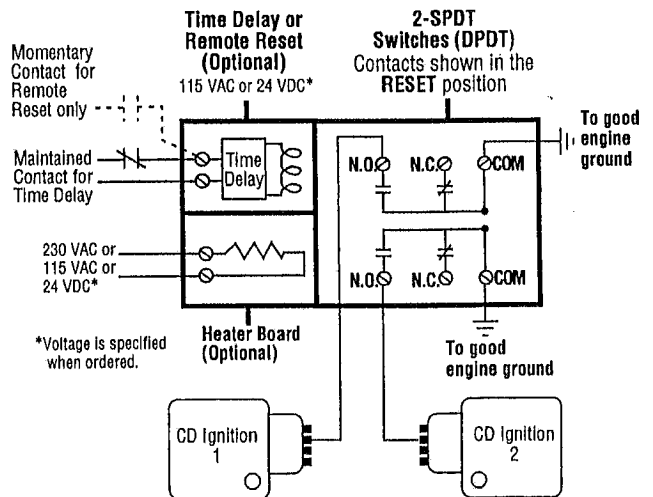 Time Delay or
Remote Reset
(Optional)
115 VAC or 24 VDC*
2-SPDT
Switches (DPDT)
Contacts shown in the
RESET position
Momentary
Contact for
Remote
Reset only
Maintained
Contact for
Time Delay
Time
Delay
N.O.
N.C.
COM
To good
engine
ground
230 VAC or
115 VAC or
24 VDC*
N.O.
N.C.
COM
*Voltage is specified
when ordered.
Heater Board
(Optional)
To good
engine ground
CD Ignition
1
CD Ignition
2